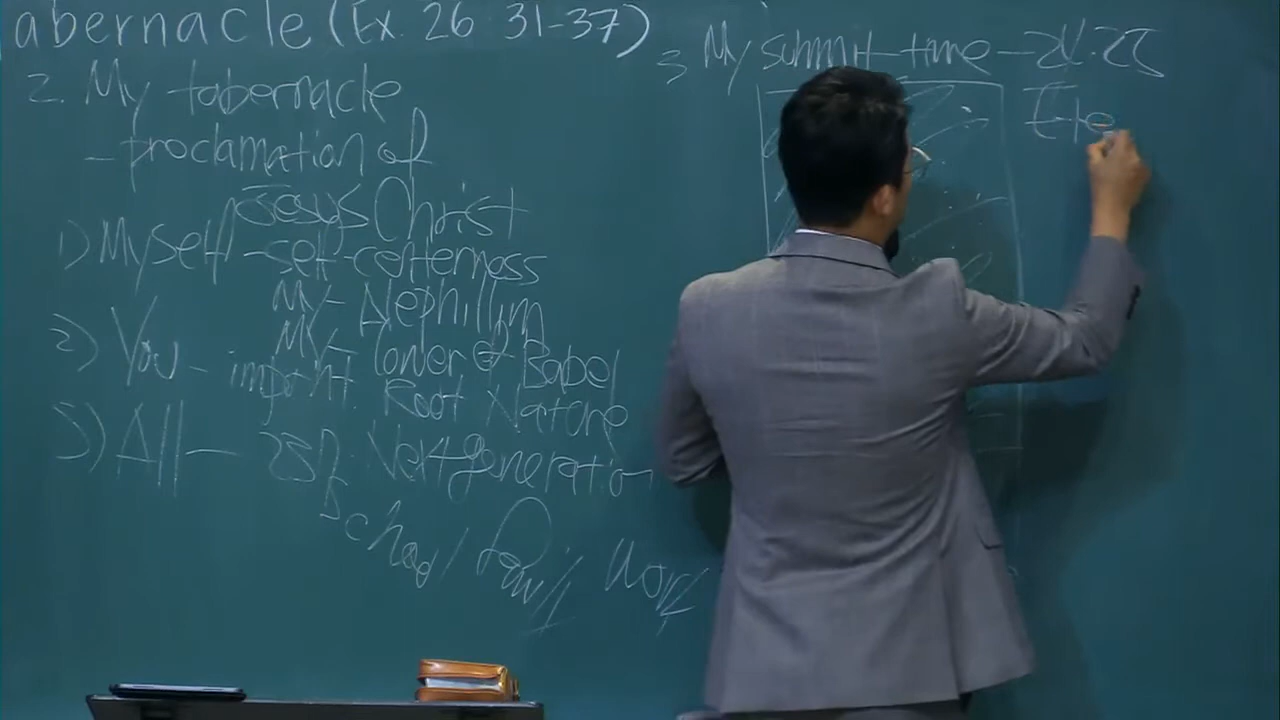 abernacle (Ex. 26 31-37)
2. My tabernacle
- proclamation of
Jesus Christ
1) Myself - self-centerness
My - Nephilim
My - Tower of Babel
2) You - import. Root Nature
3) All - 237. Next generation
school / family / work
3 My summit time - 24.25
Ete